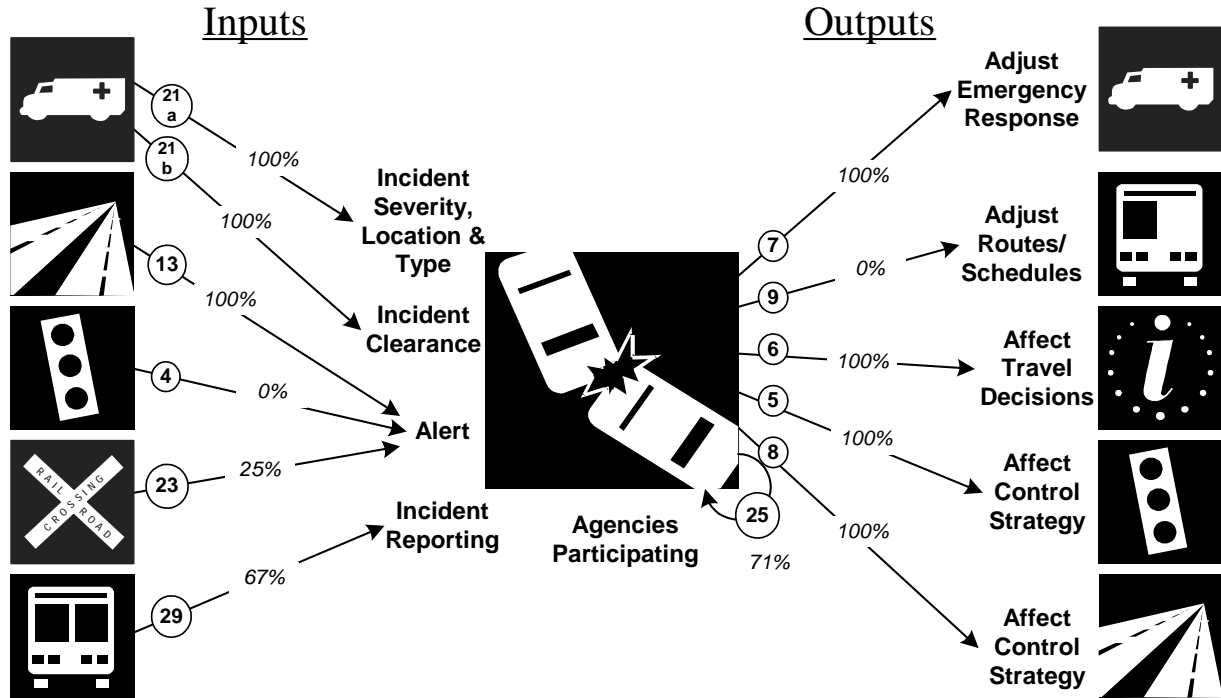 Inputs
Outputs
21
a
100%
21
b
100%
Incident
Severity,
Location &
Type
13
100%
Incident
Clearance
4
0%
Alert
RAIL
CROSSING
ROAD
23
25%
Incident
Reporting
29
67%
Agencies
Participating
25
71%
7
100%
Adjust
Emergency
Response
9
0%
Adjust
Routes/
Schedules
6
100%
Affect
Travel
Decisions
i
5
100%
Affect
Control
Strategy
8
100%
Affect
Control
Strategy